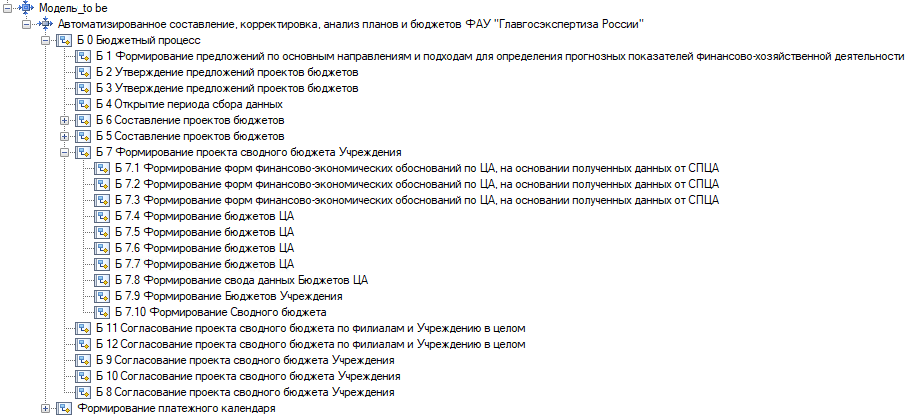 Модель_to be
Автоматизированное составление, корректировка, анализ планов и бюджетов ФАУ "Главгосэкспертиза России"
Б 0 Бюджетный процесс
Б 1 Формирование предложений по основным направлениям и подходам для определения прогнозных показателей финансово-хозяйственной деятельности
Б 2 Утверждение предложений проектов бюджетов
Б 3 Утверждение предложений проектов бюджетов
Б 4 Открытие периода сбора данных
Б 6 Составление проектов бюджетов
Б 5 Составление проектов бюджетов
Б 7 Формирование проекта сводного бюджета Учреждения
Б 7.1 Формирование форм финансово-экономических обоснований по ЦА, на основании полученных данных от СПЦА
Б 7.2 Формирование форм финансово-экономических обоснований по ЦА, на основании полученных данных от СПЦА
Б 7.3 Формирование форм финансово-экономических обоснований по ЦА, на основании полученных данных от СПЦА
Б 7.4 Формирование бюджетов ЦА
Б 7.5 Формирование бюджетов ЦА
Б 7.6 Формирование бюджетов ЦА
Б 7.7 Формирование бюджетов ЦА
Б 7.8 Формирование свода данных Бюджетов ЦА
Б 7.9 Формирование Бюджетов Учреждения
Б 7.10 Формирование Сводного бюджета
Б 11 Согласование проекта сводного бюджета по филиалам и Учреждению в целом
Б 12 Согласование проекта сводного бюджета по филиалам и Учреждению в целом
Б 9 Согласование проекта сводного бюджета Учреждения
Б 10 Согласование проекта сводного бюджета Учреждения
Б 8 Согласование проекта сводного бюджета Учреждения
Формирование платежного календаря